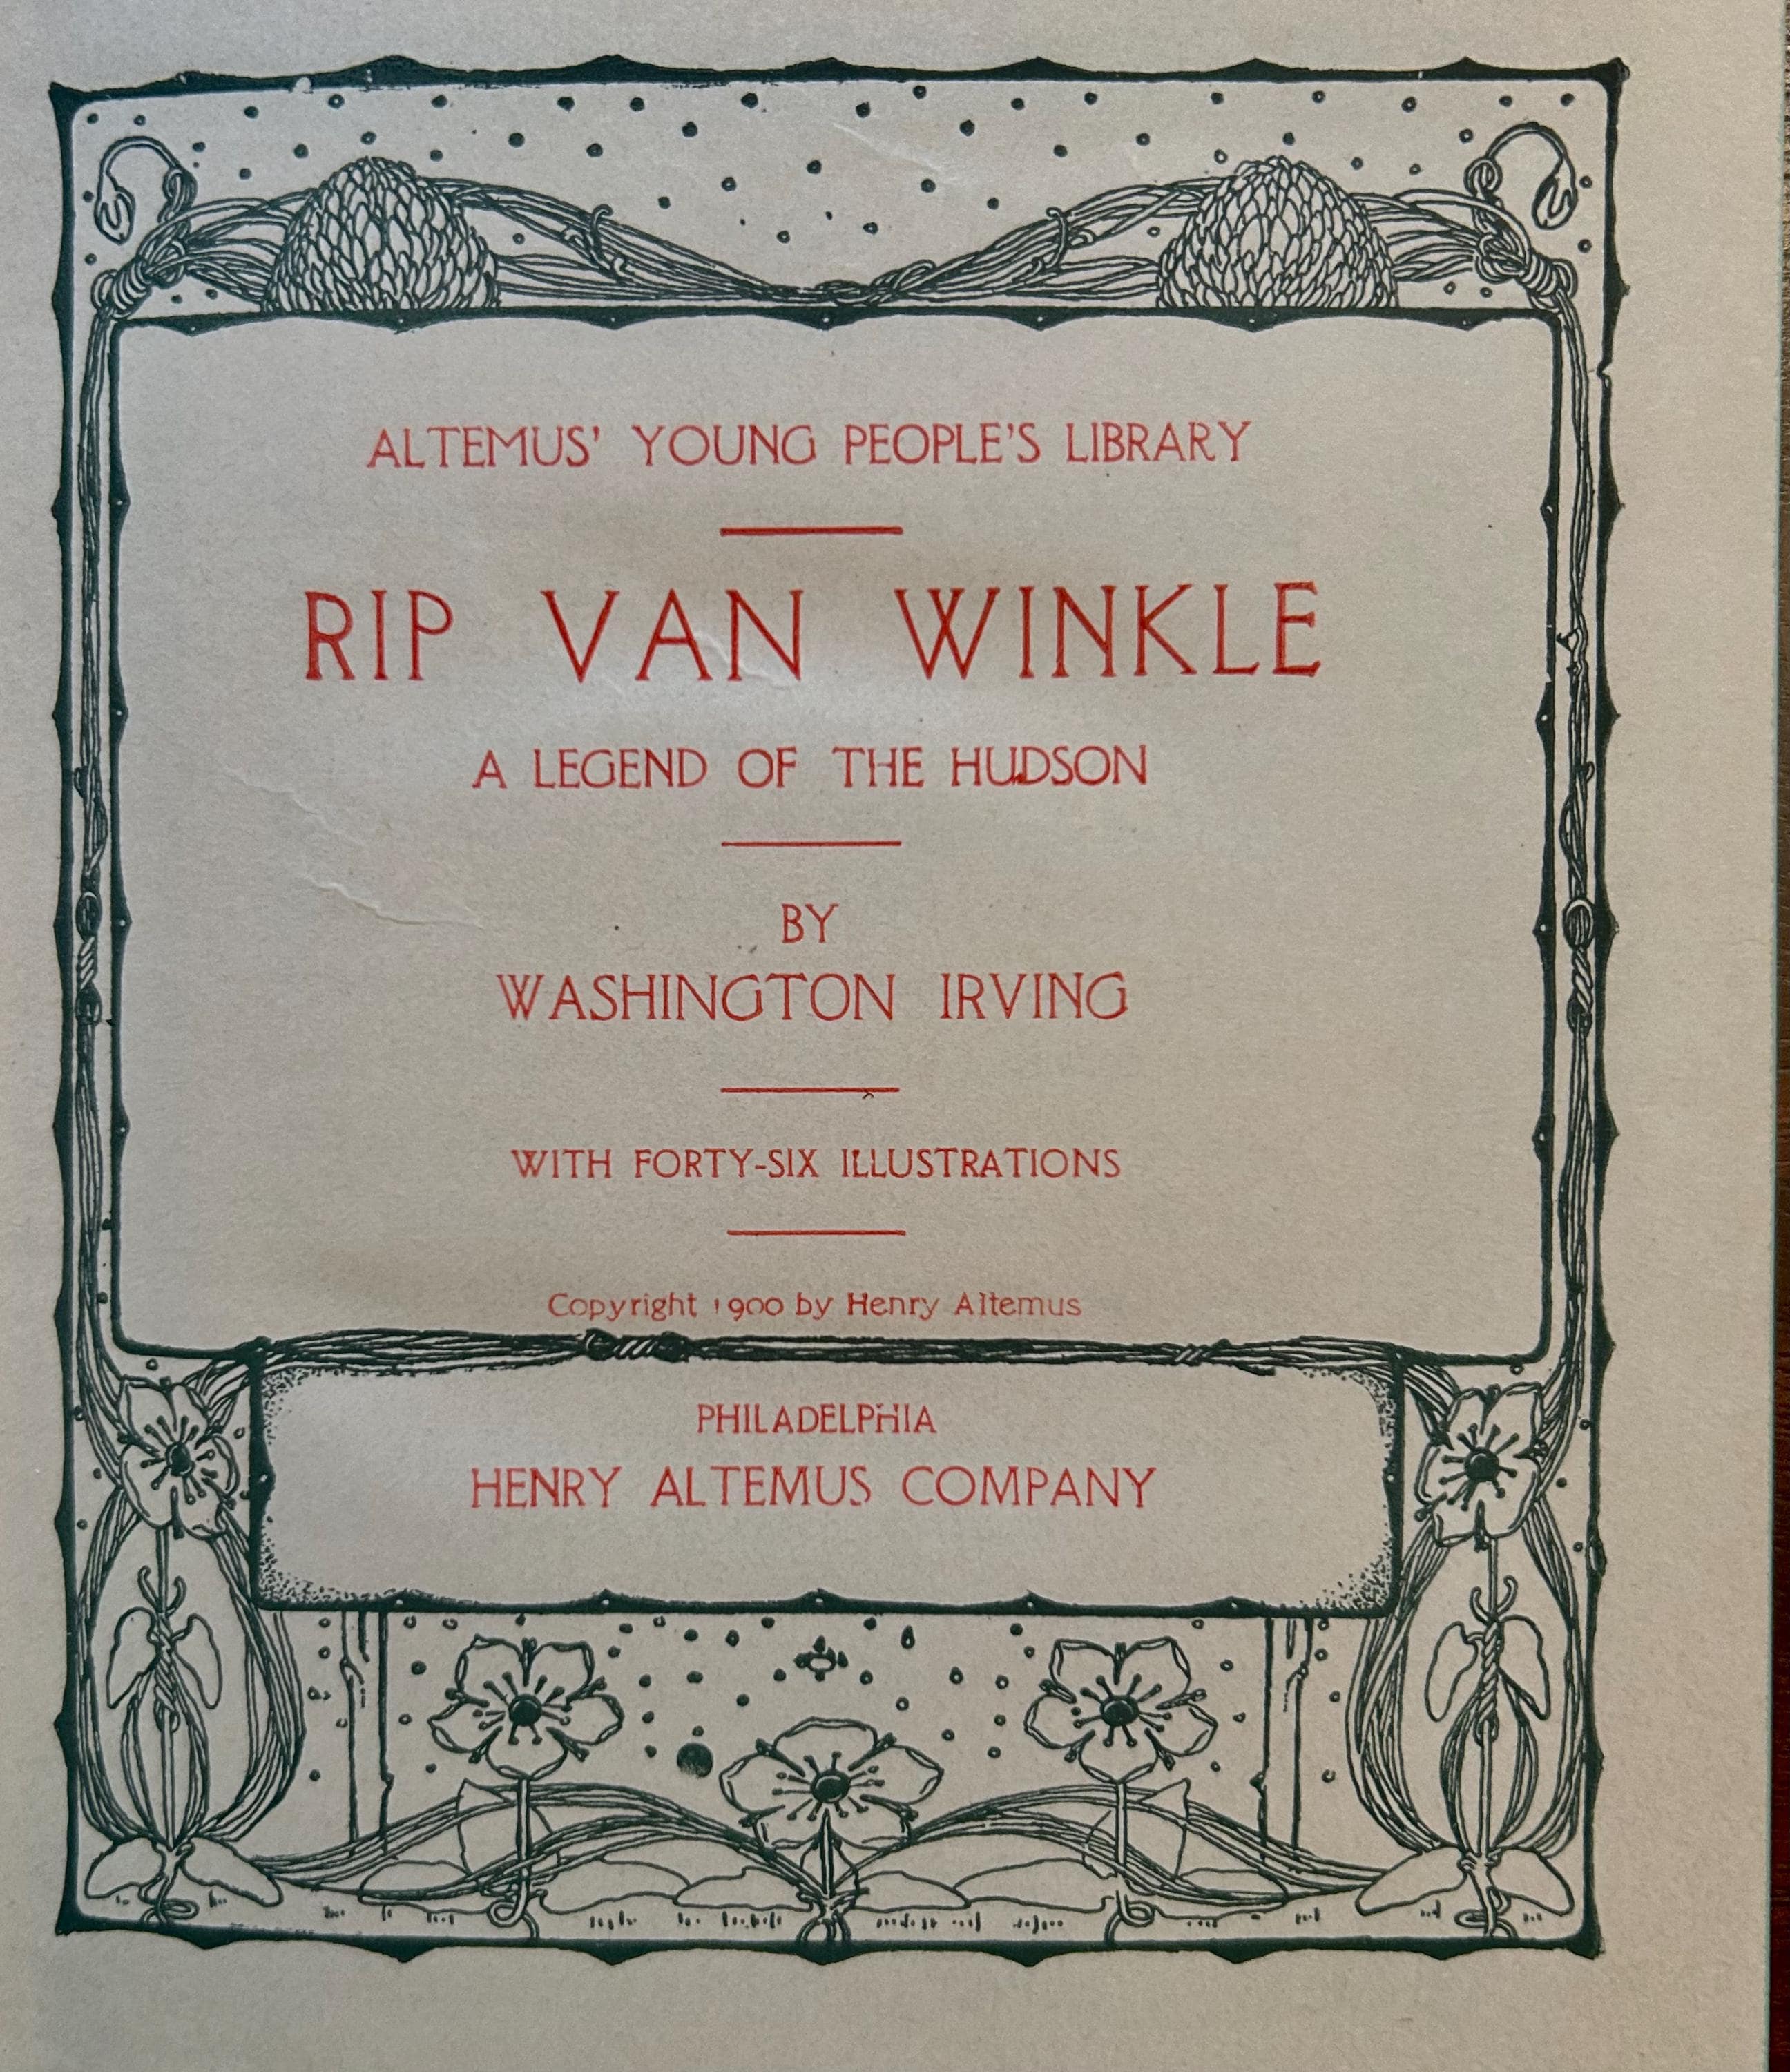 ALTEMUS' YOUNG PEOPLE'S LIBRARY
RIP VAN WINKLE
A LEGEND OF THE HUDSON
BY
WASHINGTON IRVING
WITH FORTY-SIX ILLUSTRATIONS
Copyright 1900 by Henry Altemus
PHILADELPHIA
HENRY ALTEMUS COMPANY